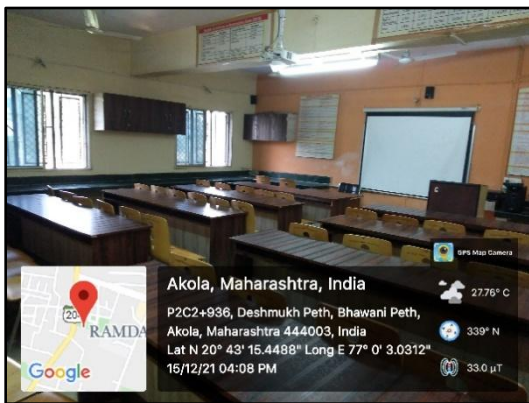 GPS Map Camera
Akola, Maharashtra, India
P2C2+936, Deshmukh Peth, Bhawani Peth,
Akola, Maharashtra 444003, India
Lat N 20° 43' 15.4488" Long E 77° 0' 3.0312"
15/12/21 04:08 PM
27.76° C
339° N
33.0 µT
20
RAMDA
Google